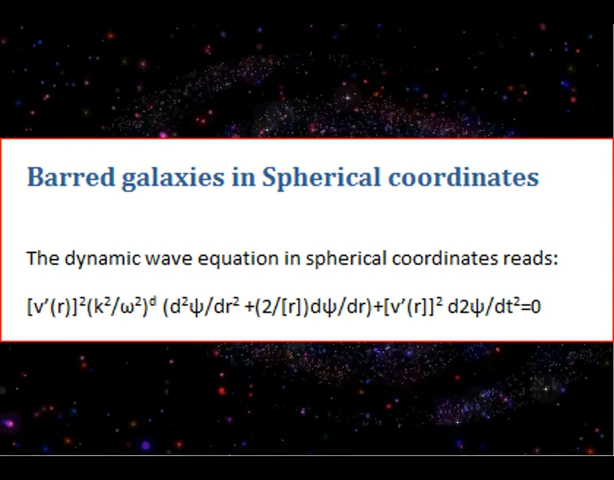 Barred galaxies in Spherical coordinates
The dynamic wave equation in spherical coordinates reads:
[v’(r)]²(k²/ω²)ᵈ (d²ψ/dr² +(2/[r])dψ/dr)+[v’(r]]² d2ψ/dt²=0